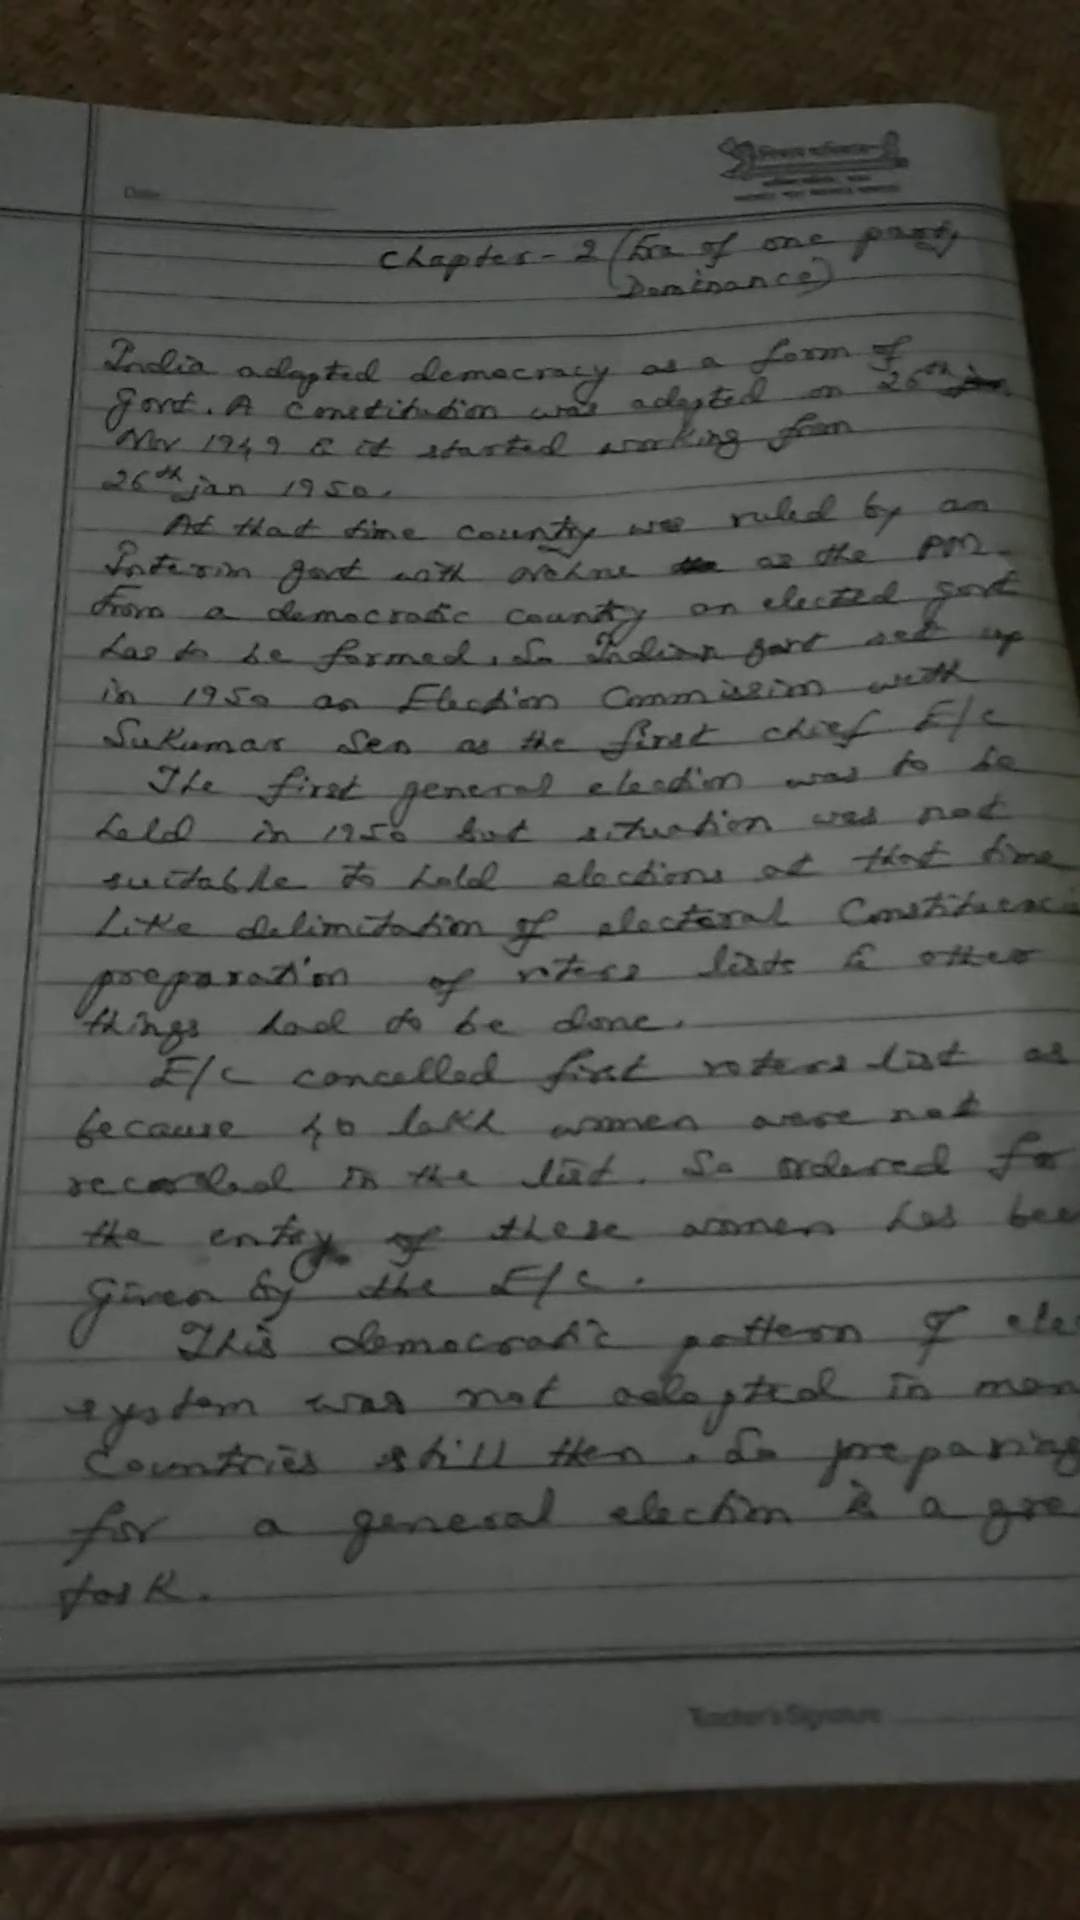 Date
Chapter - 2 (Era of one party
Dominance)
India adopted democracy as a form of
Govt. A constitution was adopted on 26th
Nov 1949 & it started working from
26th jan 1950.
At that time country was ruled by an
Interim govt with as the PM.
From a democratic country an elected govt
has to be formed. So Indian govt set up
in 1950 an Election Commission with
Sukumar Sen as the first chief E/C
The first general election was to be
held in 1950 but situation was not
suitable to hold elections at that time
Like delimitation of electoral Constituenci
preparation of voters lists & other
things had to be done.
E/C cancelled first voters list as
because 40 lakh women were not
recorded in the list. So ordered for
the entry of these women has bee
given by the E/C.
This democratic pattern of ele
system was not adopted in man
Countries still then. So preparing
for a general election is a gre
task.
Teacher's Signature